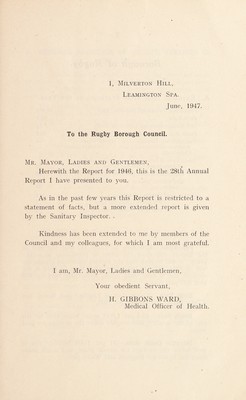 1, Milverton Hill,
Leamington Spa.
June, 1947.
To the Rugby Borough Council.
Mr. Mayor, Ladies and Gentlemen,
Herewith the Report for 1946, this is the 28th Annual
Report I have presented to you.
As in the past few years this Report is restricted to a
statement of facts, but a more extended report is given
by the Sanitary Inspector. .
Kindness has been extended to me by members of the
Council and my colleagues, for which I am most grateful.
I am, Mr. Mayor, Ladies and Gentlemen,
Your obedient Servant,
H. GIBBONS WARD,
Medical Officer of Health.